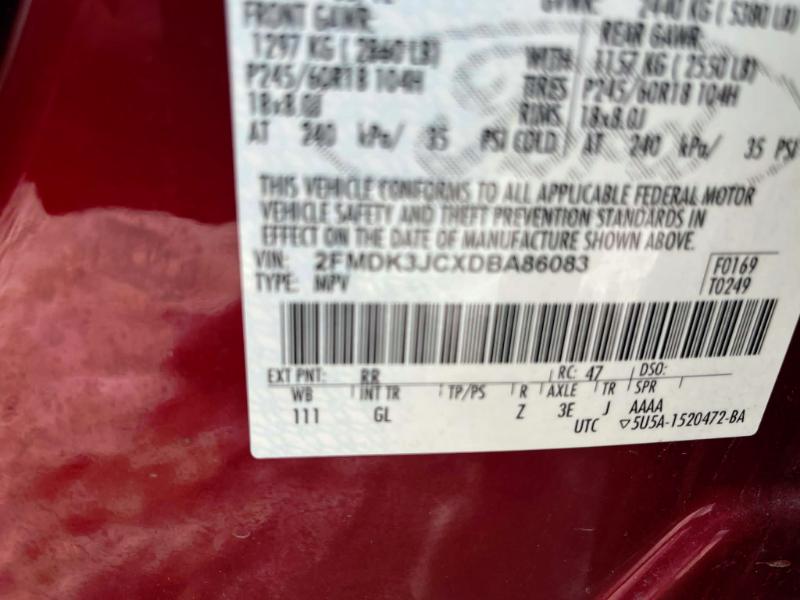 GVWR: 2440 KG ( 5380 LB)
FRONT GAWR: REAR GAWR:
1297 KG ( 2860 LB) WITH 1157 KG ( 2550 LB)
P245/60R18 104H TIRES P245/60R18 104H
18x8.0J RIMS 18x8.0J
AT 240 kPa/ 35 PSI COLD AT 240 kPa/ 35 PSI
THIS VEHICLE CONFORMS TO ALL APPLICABLE FEDERAL MOTOR
VEHICLE SAFETY AND THEFT PREVENTION STANDARDS IN
EFFECT ON THE DATE OF MANUFACTURE SHOWN ABOVE.
VIN: 2FMDK3JCXDBA86083 F0169
TYPE: MPV T0249
EXT PNT: RR RC: 47 DSO:
WB INT TR TP/PS R AXLE TR SPR
111 GL Z 3E J AAAA
UTC ▽5U5A-1520472-BA